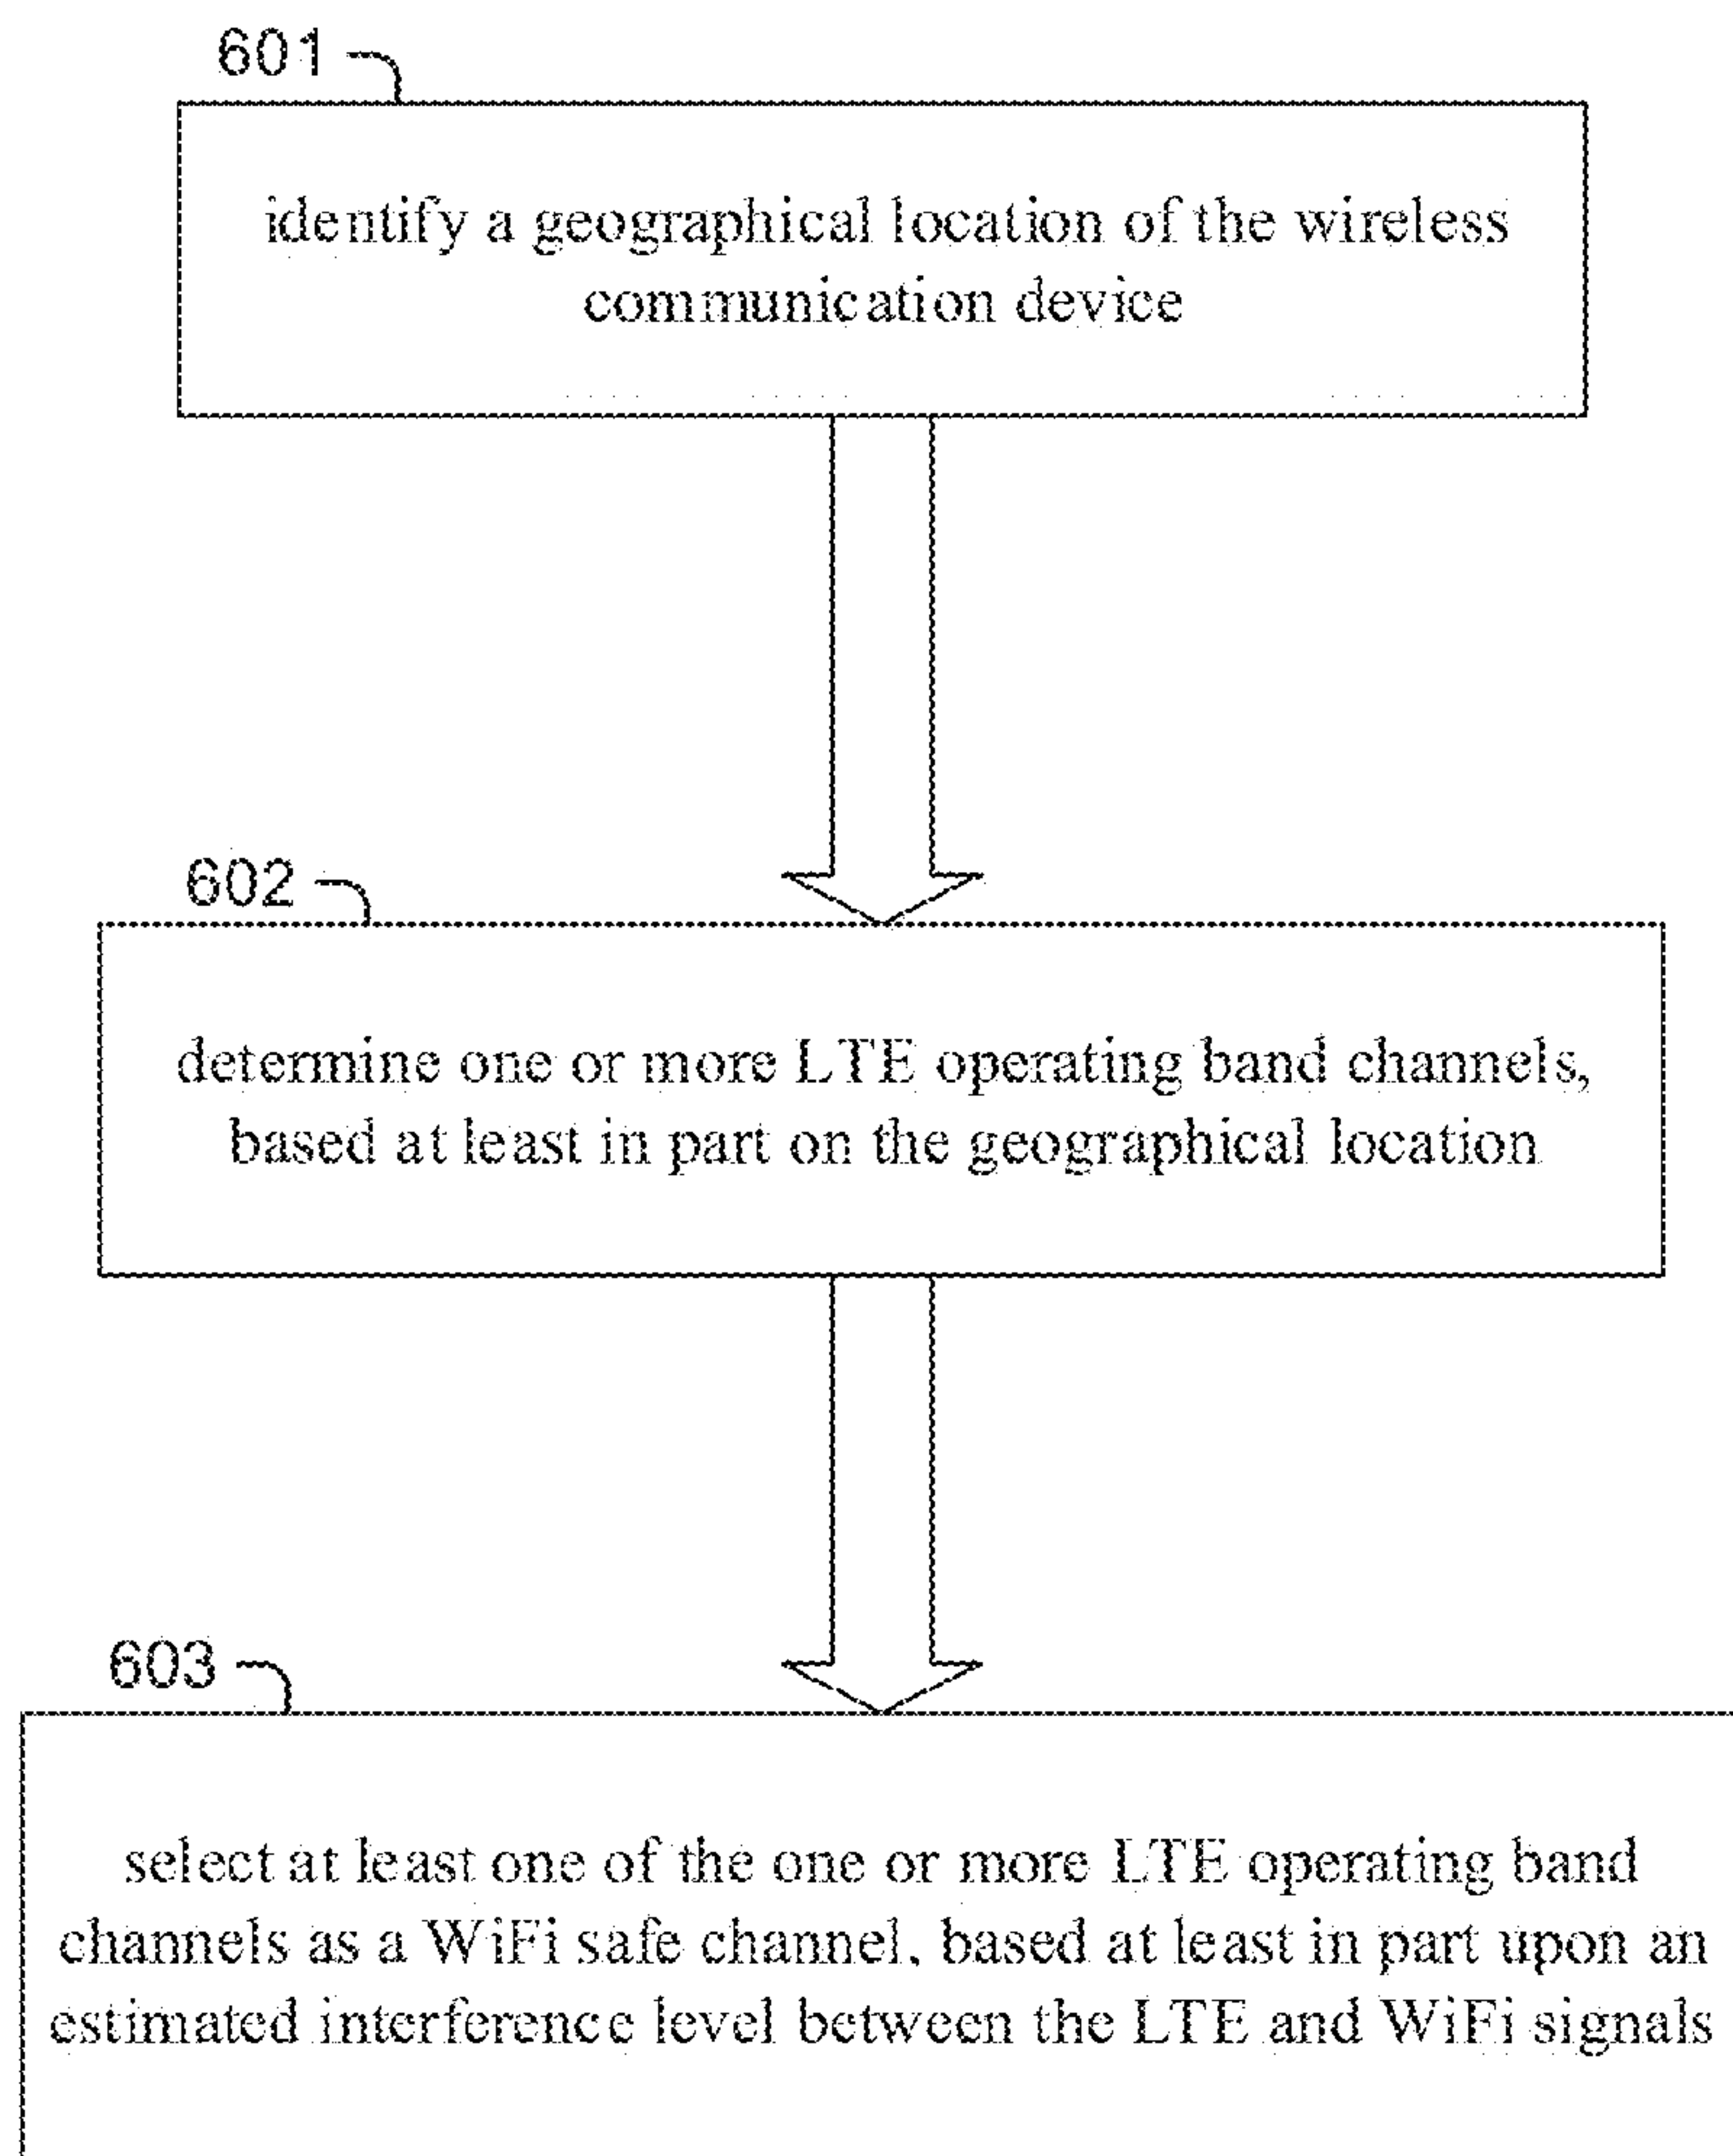 601
identify a geographical location of the wireless
communication device
602
determine one or more LTE operating band channels,
based at least in part on the geographical location
603
select at least one of the one or more LTE operating band
channels as a WiFi safe channel, based at least in part upon an
estimated interference level between the LTE and WiFi signals